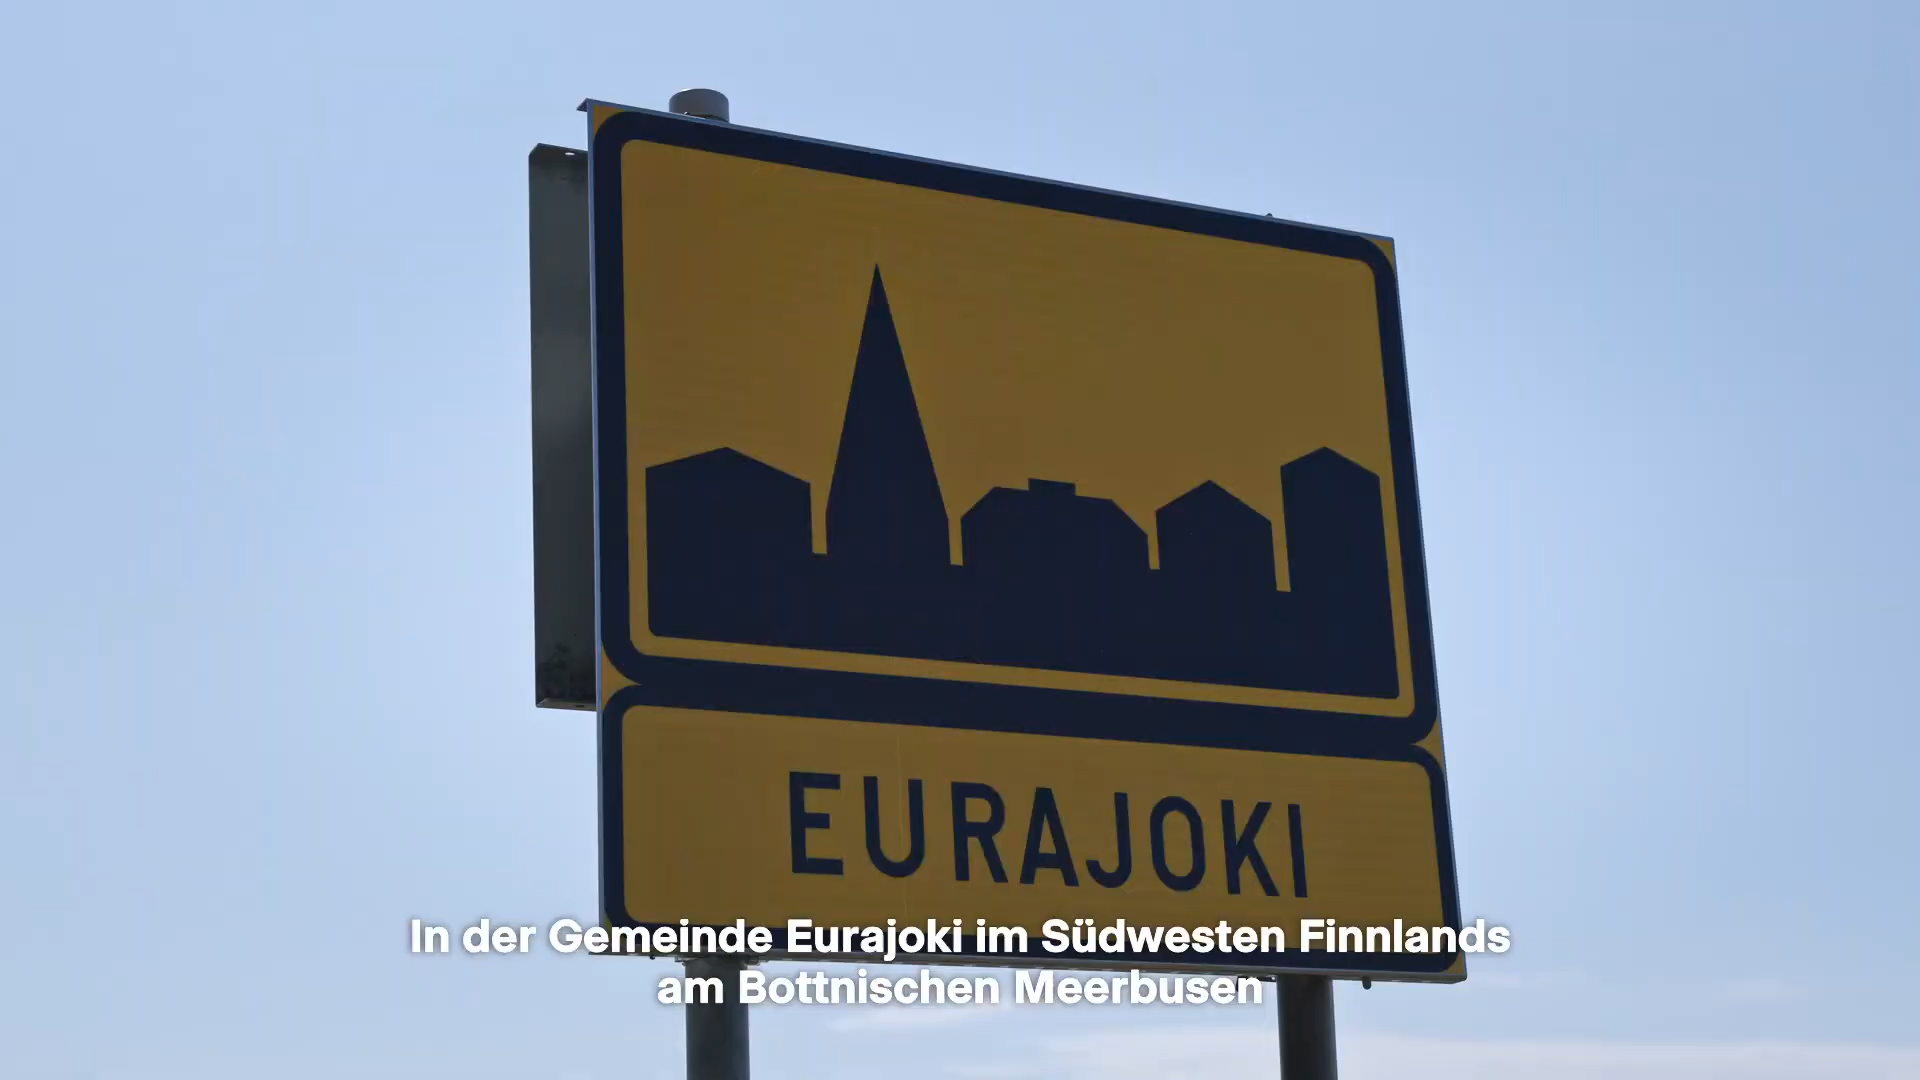 EURAJOKI
In der Gemeinde Eurajoki im Südwesten Finnlands
am Bottnischen Meerbusen